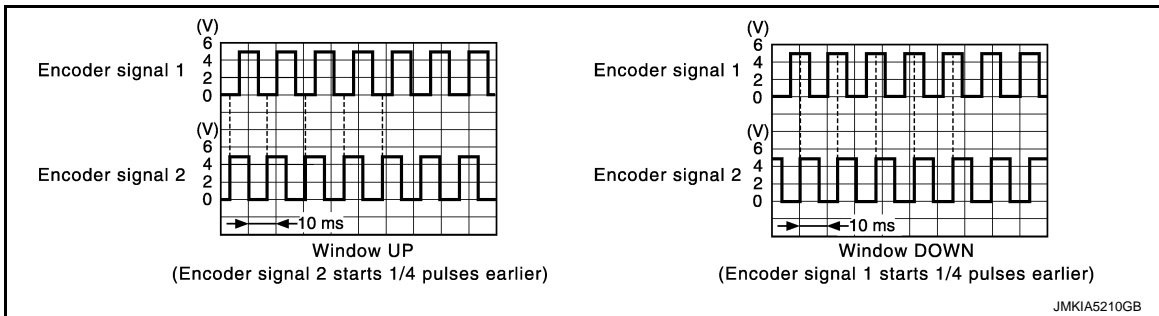 (V)
6
4
2
0
Encoder signal 1
(V)
6
4
2
0
Encoder signal 2
10 ms
Window UP
(Encoder signal 2 starts 1/4 pulses earlier)
(V)
6
4
2
0
Encoder signal 1
(V)
6
4
2
0
Encoder signal 2
10 ms
Window DOWN
(Encoder signal 1 starts 1/4 pulses earlier)
JMKIA5210GB